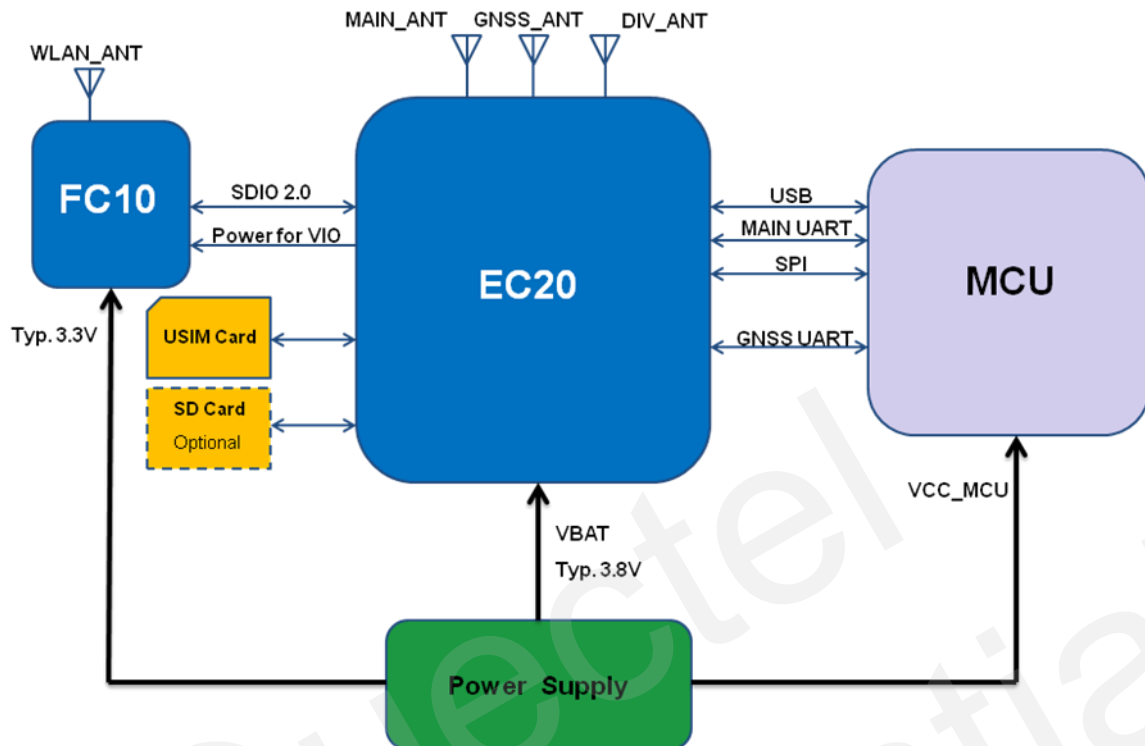 MAIN_ANT GNSS_ANT DIV_ANT
WLAN_ANT
FC10
SDIO 2.0
Power for VIO
EC20
USB
MAIN UART
SPI
GNSS UART
MCU
Typ. 3.3V
USIM Card
SD Card
Optional
VBAT
Typ. 3.8V
VCC_MCU
Power Supply